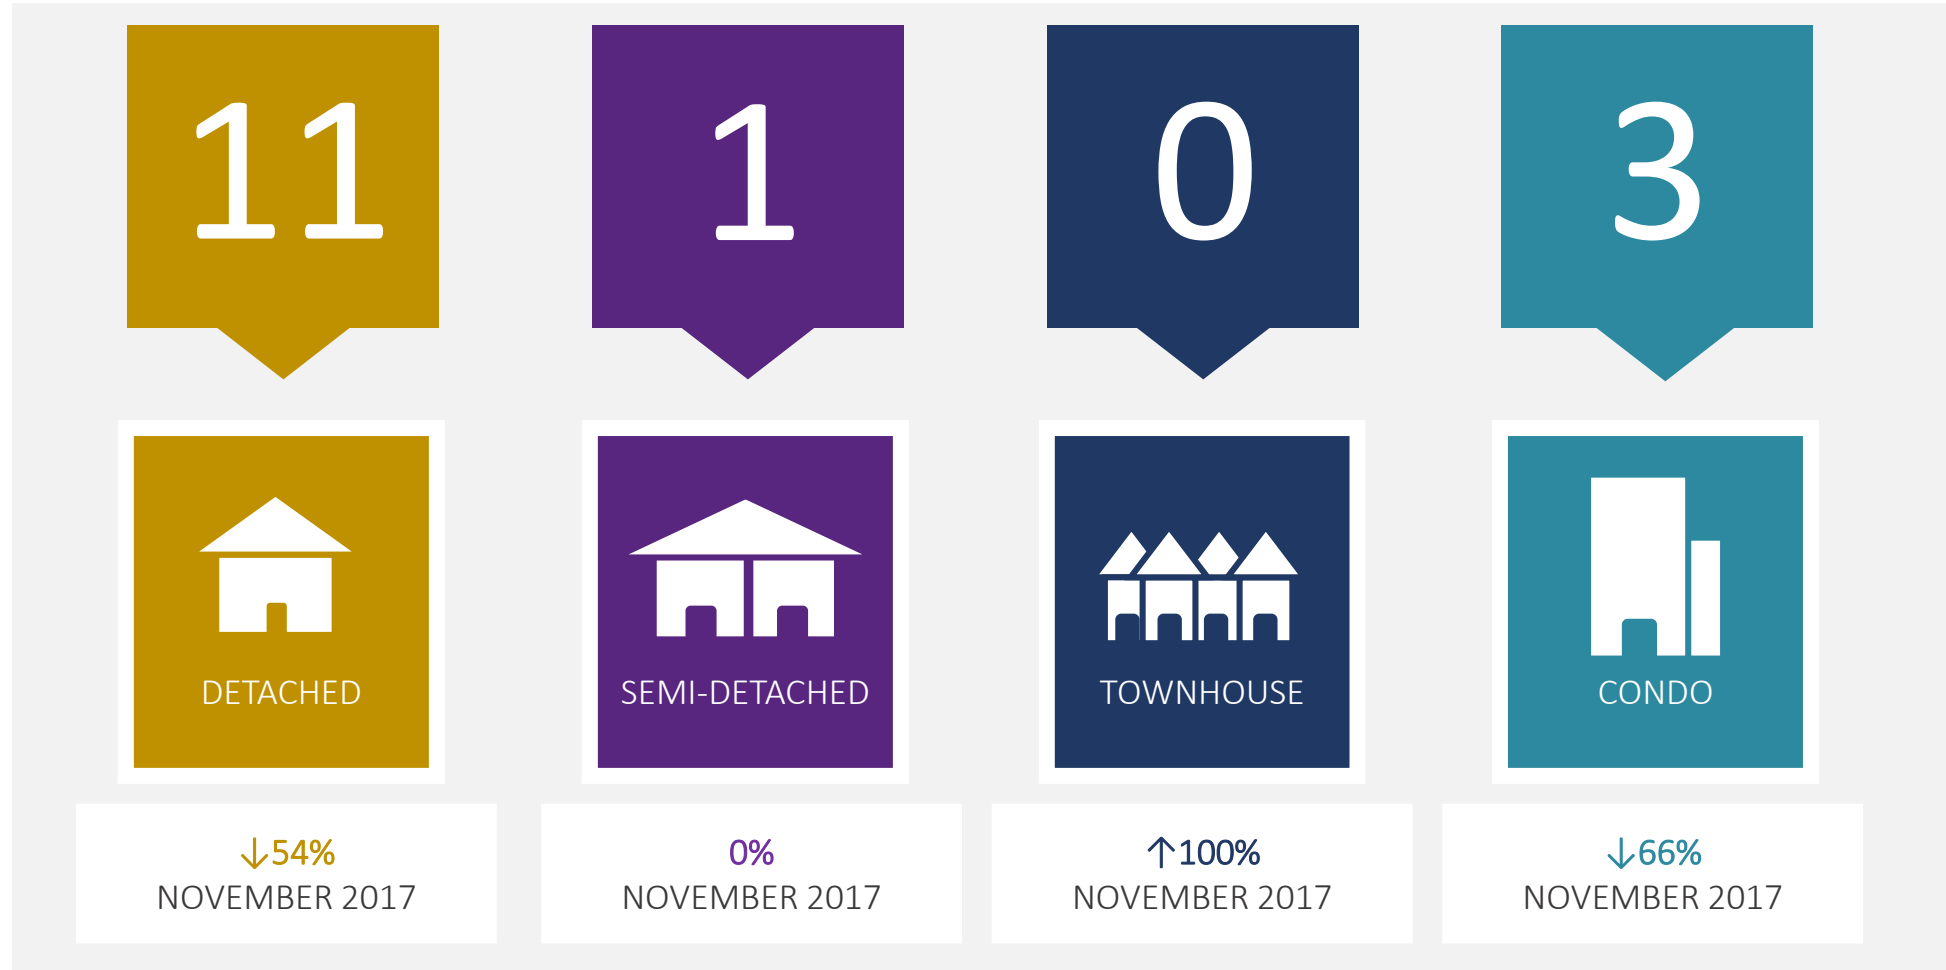 11
1
0
3
DETACHED
SEMI-DETACHED
TOWNHOUSE
CONDO
↓54%
NOVEMBER 2017
0%
NOVEMBER 2017
↑100%
NOVEMBER 2017
↓66%
NOVEMBER 2017